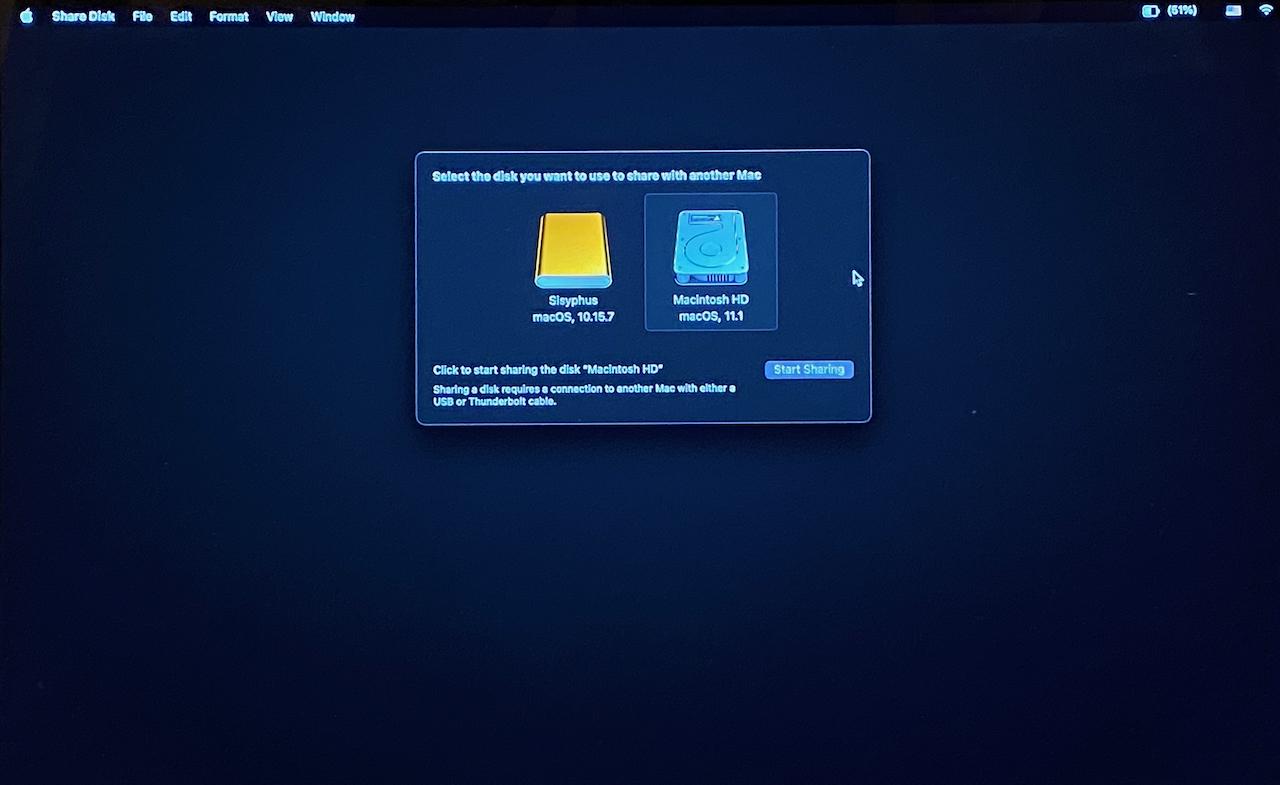 Share Disk File Edit Format View Window (51%)
Select the disk you want to use to share with another Mac
Sisyphus Macintosh HD
macOS, 10.15.7 macOS, 11.1
Click to start sharing the disk "Macintosh HD" Start Sharing
Sharing a disk requires a connection to another Mac with either a
USB or Thunderbolt cable.